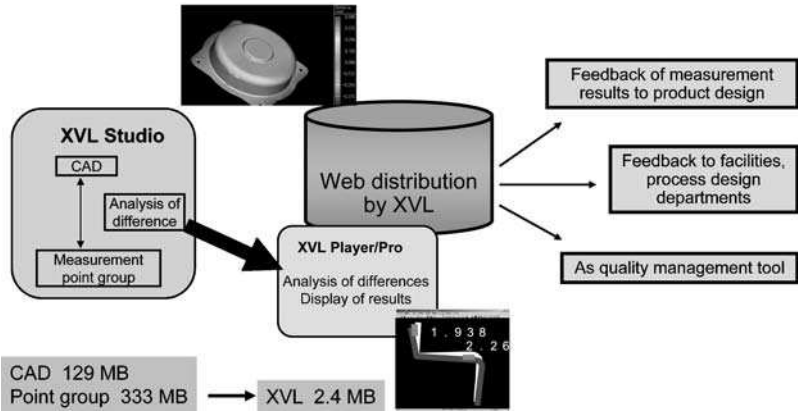 XVL Studio
CAD
Analysis of
difference
Measurement
point group
Web distribution
by XVL
XVL Player/Pro
Analysis of differences
Display of results
Feedback of measurement
results to product design
Feedback to facilities,
process design
departments
As quality management tool
1.938
2.26
CAD 129 MB
Point group 333 MB
XVL 2.4 MB